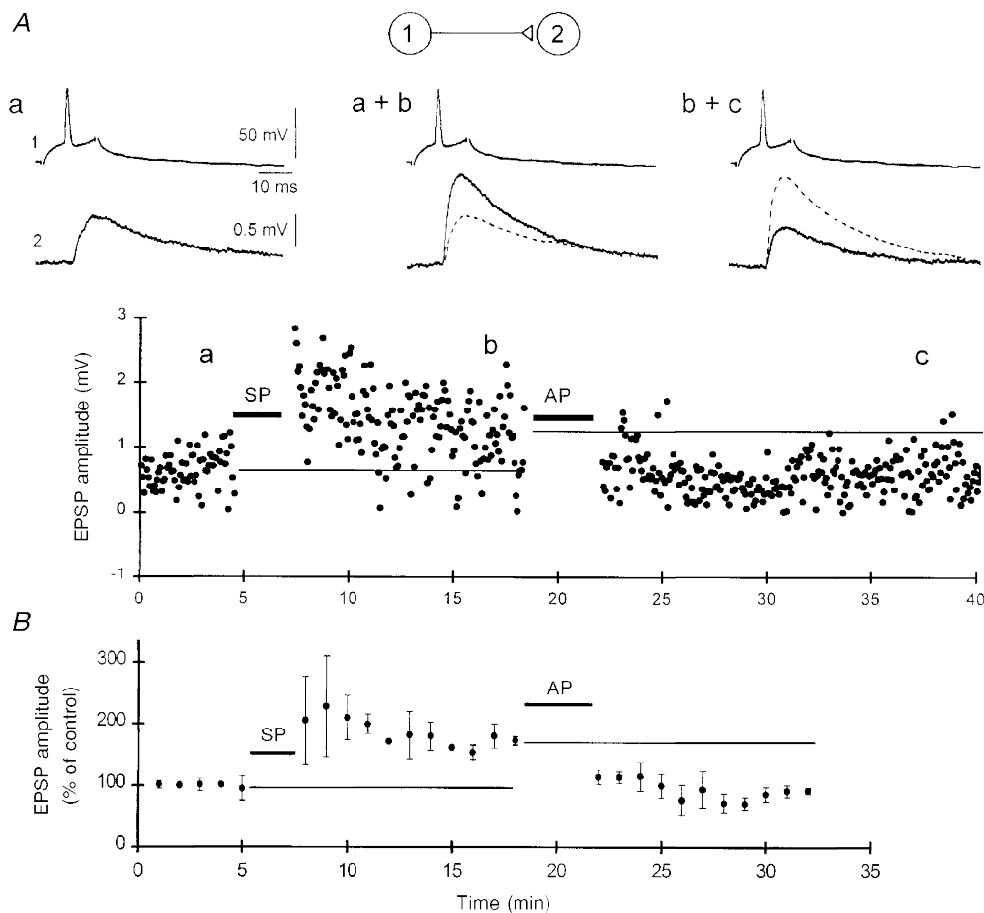 A
1 2
a a + b b + c
1 50 mV
10 ms
2 0.5 mV
EPSP amplitude (mV)
3
2
1
0
-1
a SP b AP c
0 5 10 15 20 25 30 35 40
B
EPSP amplitude
(% of control)
300
200
100
0
SP AP
0 5 10 15 20 25 30 35
Time (min)